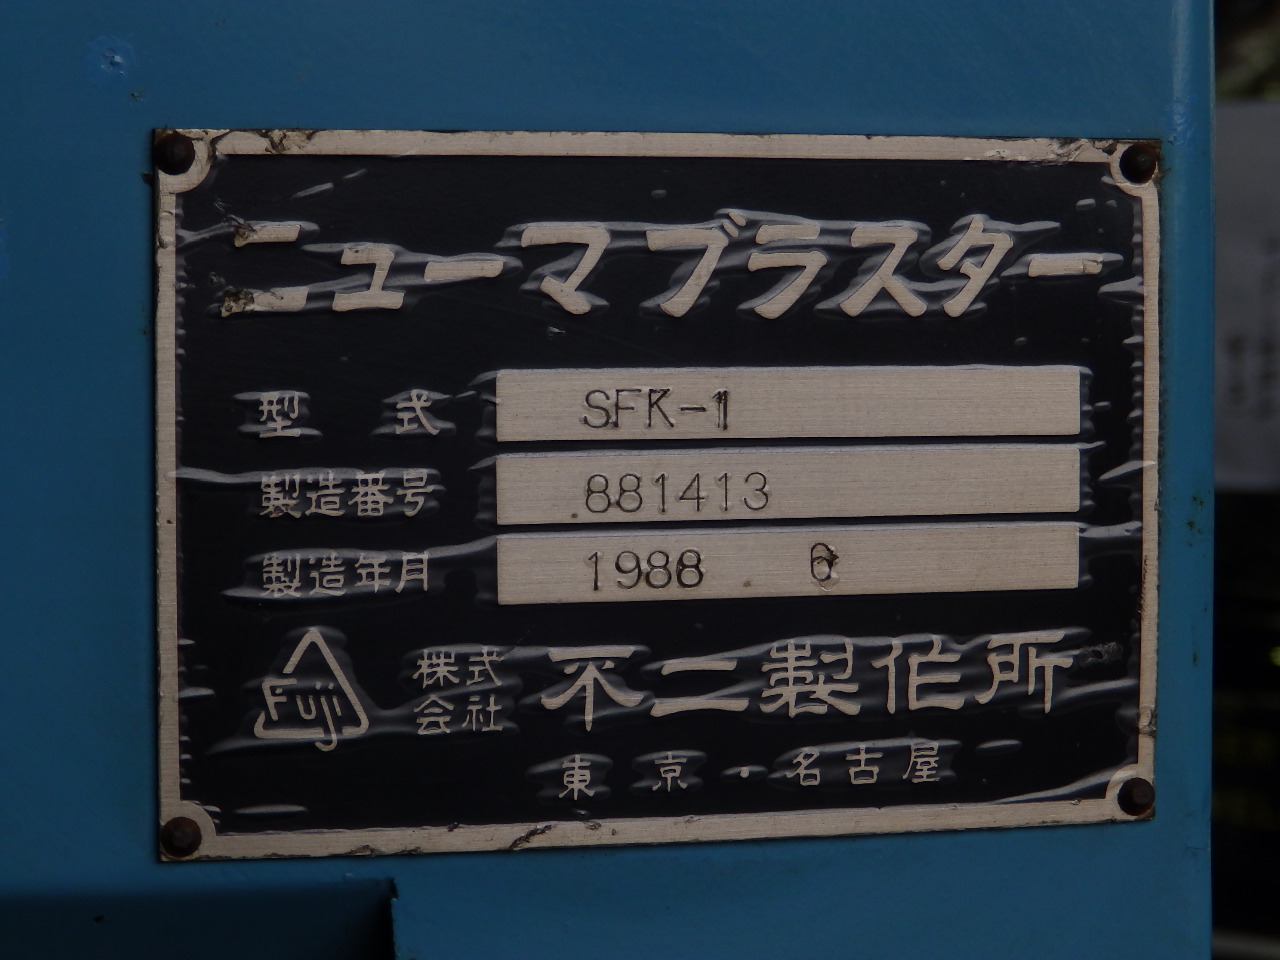 ニューマブラスター
型式 SFK-1
製造番号 881413
製造年月 1988. 6
Fuji 株式会社 不二製作所
東京・名古屋